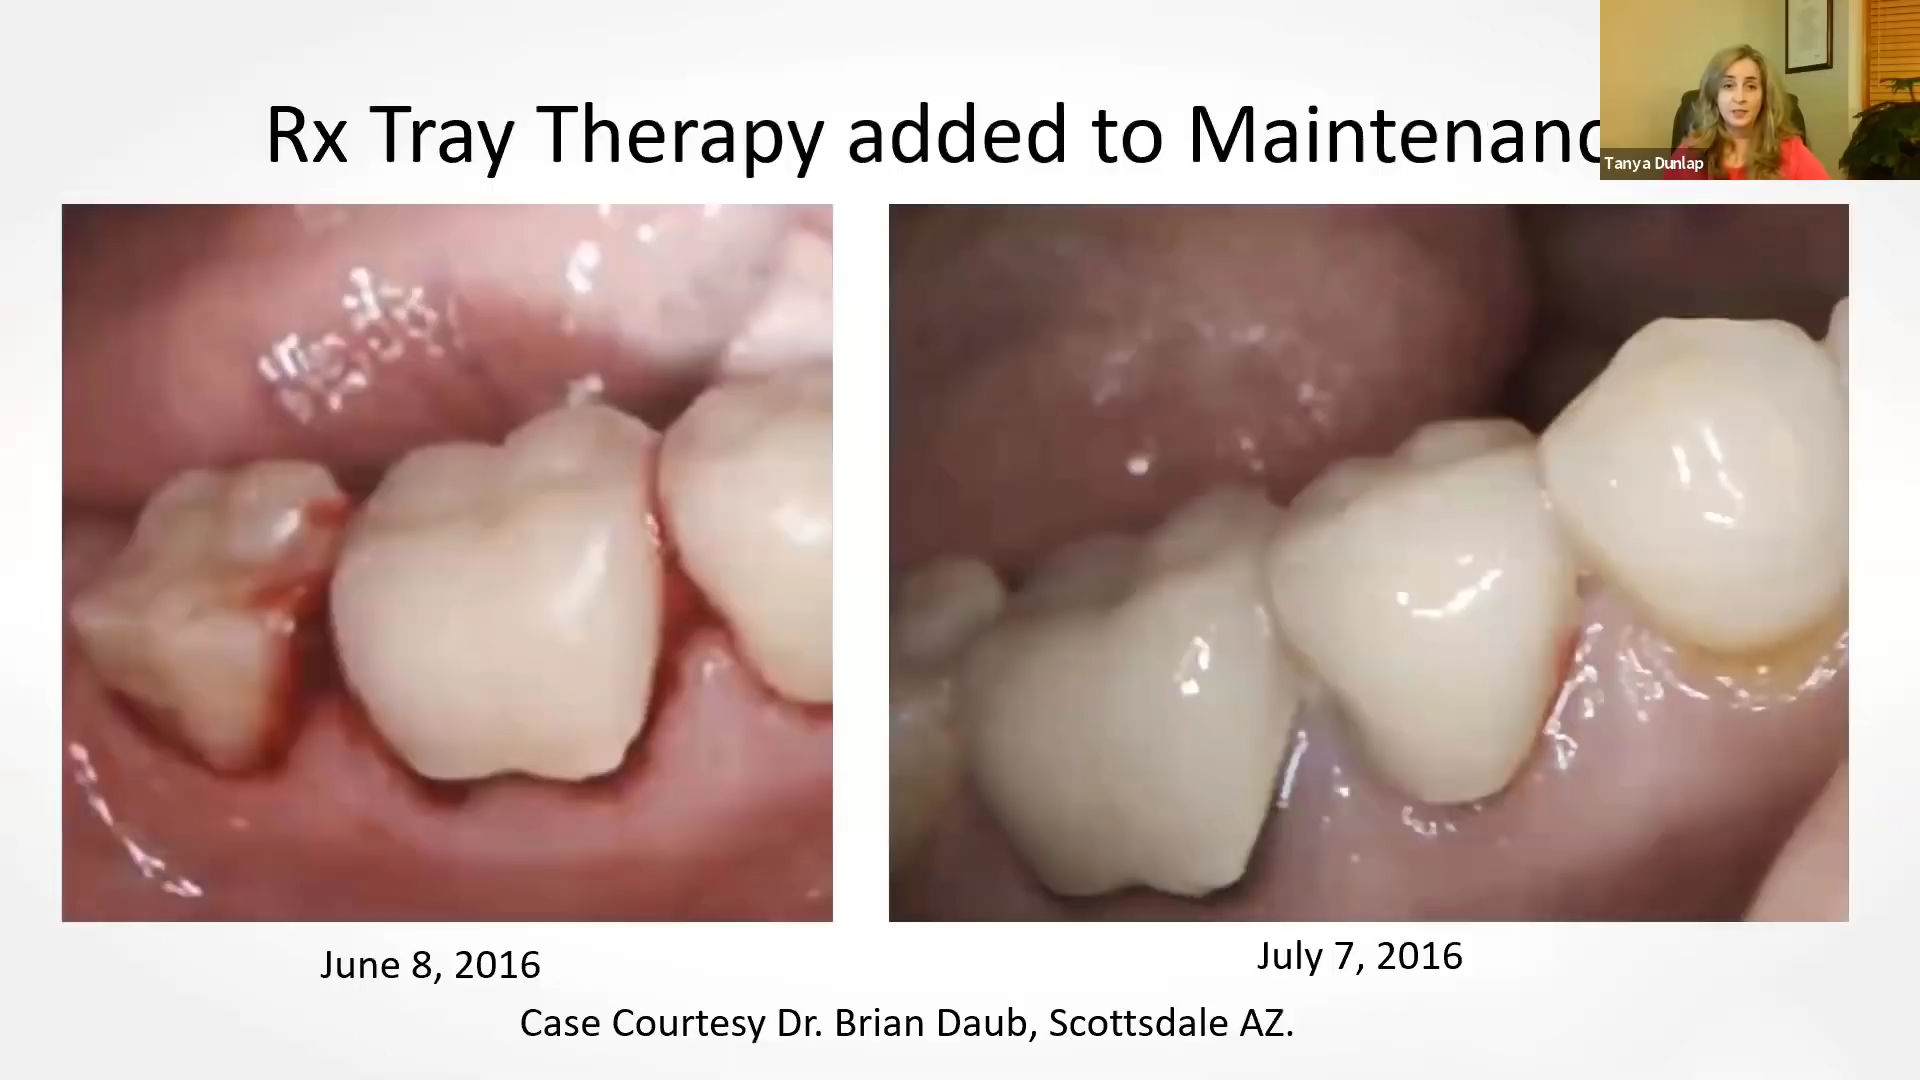 Rx Tray Therapy added to Maintenanc
Tanya Dunlap
June 8, 2016
July 7, 2016
Case Courtesy Dr. Brian Daub, Scottsdale AZ.